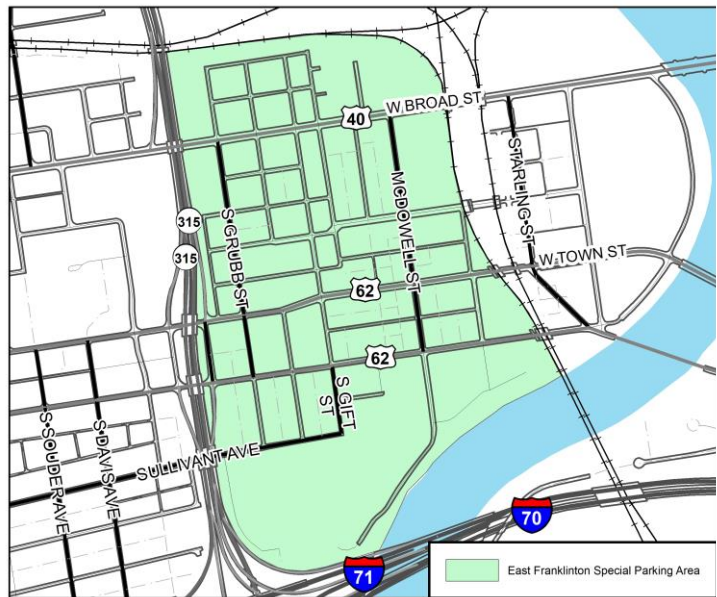 W BROAD ST
40
STARLING ST
MCDOWELL ST
315
S GRUBB ST
315
W TOWN ST
62
62
S GIFT
ST
S SOUDER AVE
S DAVIS AVE
SULLIVANT AVE
70
71
East Franklinton Special Parking Area